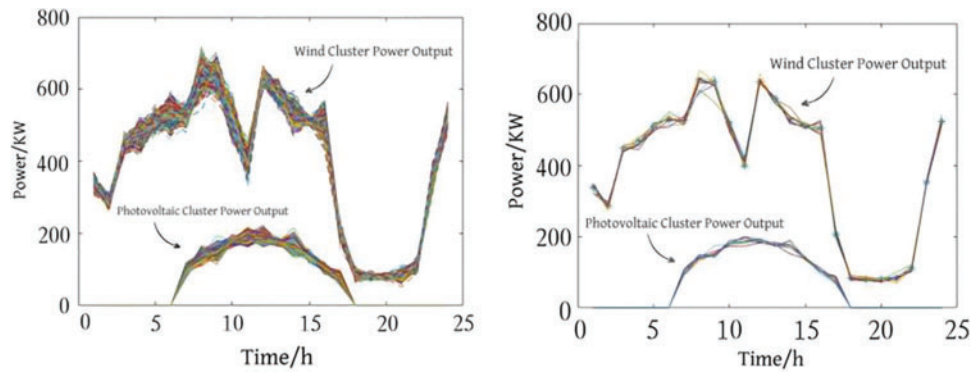 800
600
400
200
0
Power/KW
Wind Cluster Power Output
Photovoltaic Cluster Power Output
0 5 10 15 20 25
Time/h
800
600
400
200
0
Power/KW
Wind Cluster Power Output
Photovoltaic Cluster Power Output
0 5 10 15 20 25
Time/h